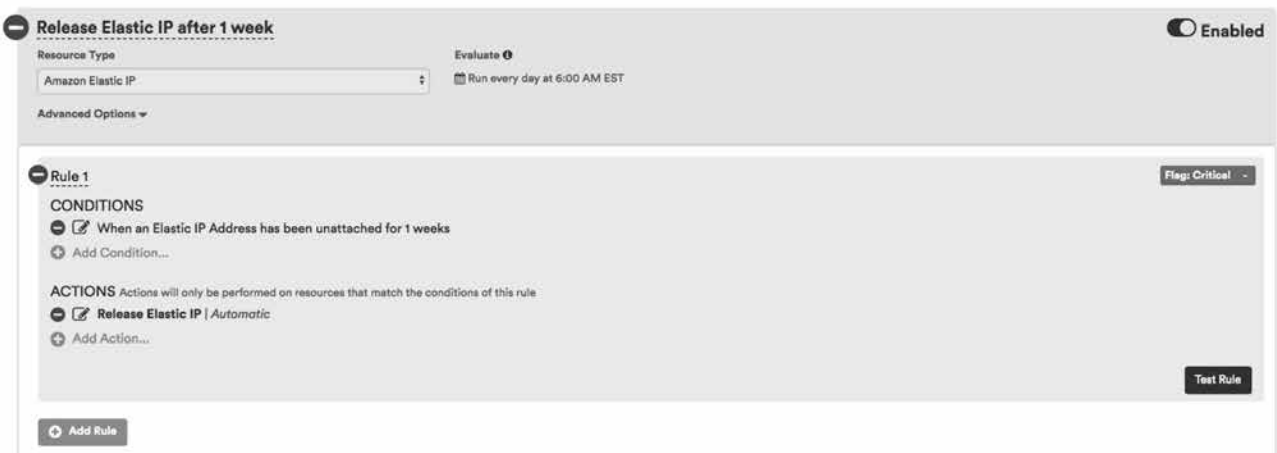 Release Elastic IP after 1 week
Enabled
Resource Type
Evaluate
Amazon Elastic IP
Run every day at 6:00 AM EST
Advanced Options
Rule 1
Flag: Critical -
CONDITIONS
When an Elastic IP Address has been unattached for 1 weeks
Add Condition...
ACTIONS Actions will only be performed on resources that match the conditions of this rule
Release Elastic IP | Automatic
Add Action...
Test Rule
Add Rule